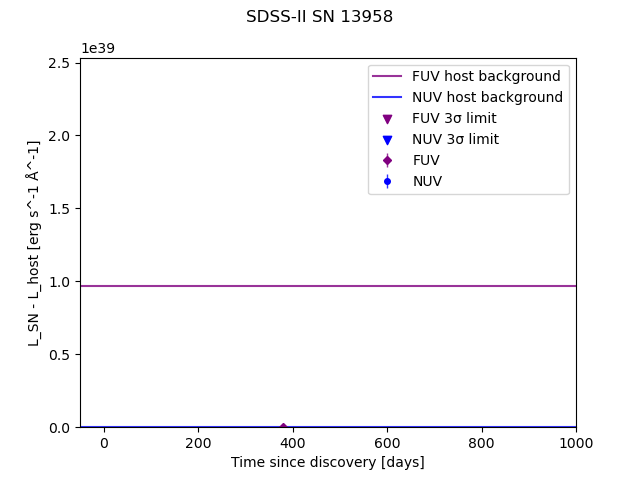 SDSS-II SN 13958
1e39
2.5
2.0
1.5
1.0
0.5
0.0
L_SN - L_host [erg s^-1 Å^-1]
FUV host background
NUV host background
FUV 3σ limit
NUV 3σ limit
FUV
NUV
0 200 400 600 800 1000
Time since discovery [days]